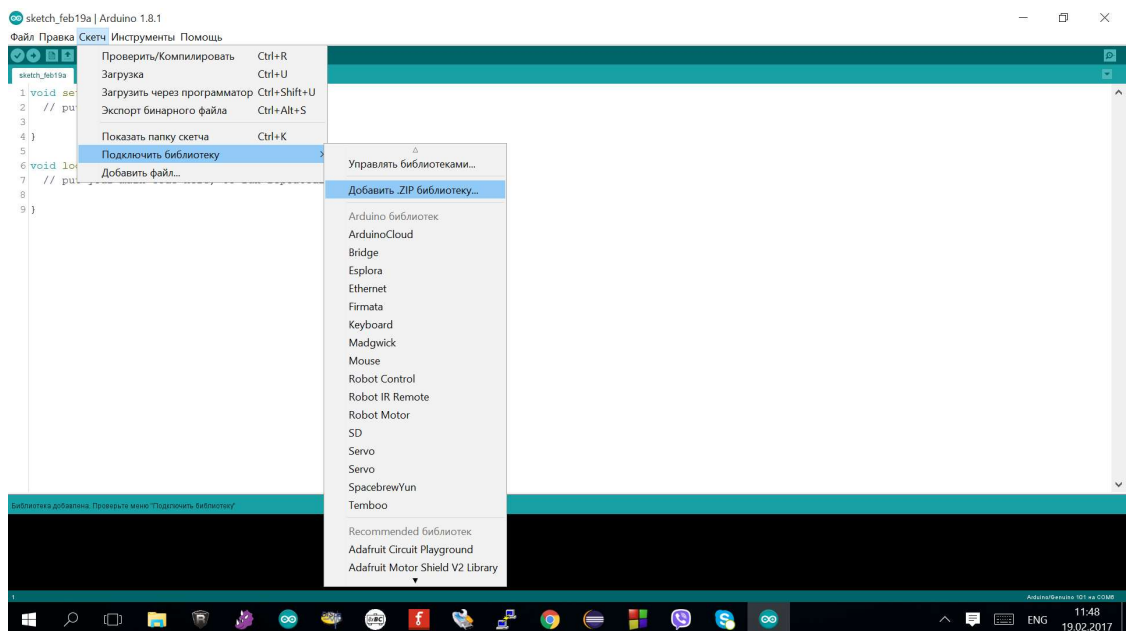 sketch_feb19a | Arduino 1.8.1
Файл Правка Скетч Инструменты Помощь
sketch_feb19a
Проверить/Компилировать Ctrl+R
Загрузка Ctrl+U
Загрузить через программатор Ctrl+Shift+U
Экспорт бинарного файла Ctrl+Alt+S
Показать папку скетча Ctrl+K
Подключить библиотеку
Добавить файл...
1 void se
2 // pu
3
4 }
5
6 void lo
7 // pu
8
9 }
Управлять библиотеками...
Добавить .ZIP библиотеку...
Arduino библиотек
ArduinoCloud
Bridge
Esplora
Ethernet
Firmata
Keyboard
Madgwick
Mouse
Robot Control
Robot IR Remote
Robot Motor
SD
Servo
Servo
SpacebrewYun
Temboo
Recommended библиотек
Adafruit Circuit Playground
Adafruit Motor Shield V2 Library
Библиотека добавлена. Проверьте меню "Подключить библиотеку"
1
Arduino/Genuino 101 на COM6
ENG
11:48
19.02.2017